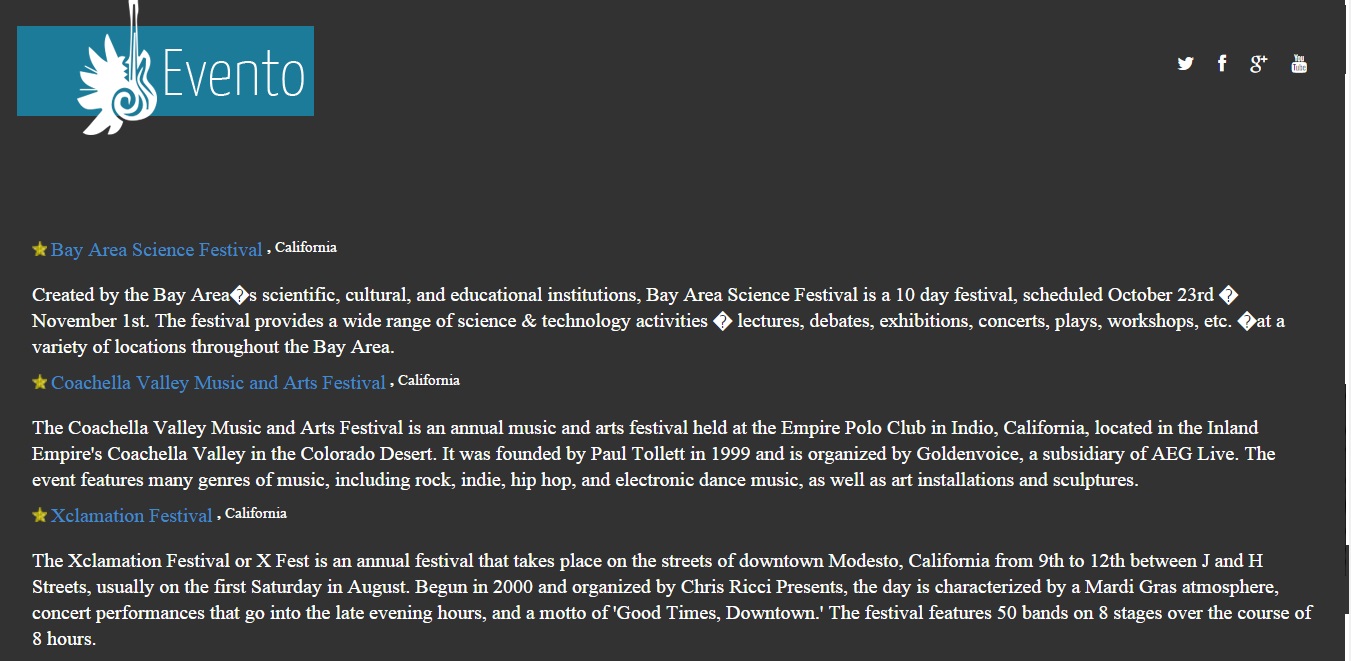 Evento
You
Tube
g+
Bay Area Science Festival , California
Created by the Bay Area�s scientific, cultural, and educational institutions, Bay Area Science Festival is a 10 day festival, scheduled October 23rd �
November 1st. The festival provides a wide range of science & technology activities � lectures, debates, exhibitions, concerts, plays, workshops, etc. �at a
variety of locations throughout the Bay Area.
Coachella Valley Music and Arts Festival , California
The Coachella Valley Music and Arts Festival is an annual music and arts festival held at the Empire Polo Club in Indio, California, located in the Inland
Empire's Coachella Valley in the Colorado Desert. It was founded by Paul Tollett in 1999 and is organized by Goldenvoice, a subsidiary of AEG Live. The
event features many genres of music, including rock, indie, hip hop, and electronic dance music, as well as art installations and sculptures.
Xclamation Festival , California
The Xclamation Festival or X Fest is an annual festival that takes place on the streets of downtown Modesto, California from 9th to 12th between J and H
Streets, usually on the first Saturday in August. Begun in 2000 and organized by Chris Ricci Presents, the day is characterized by a Mardi Gras atmosphere,
concert performances that go into the late evening hours, and a motto of 'Good Times, Downtown.' The festival features 50 bands on 8 stages over the course of
8 hours.